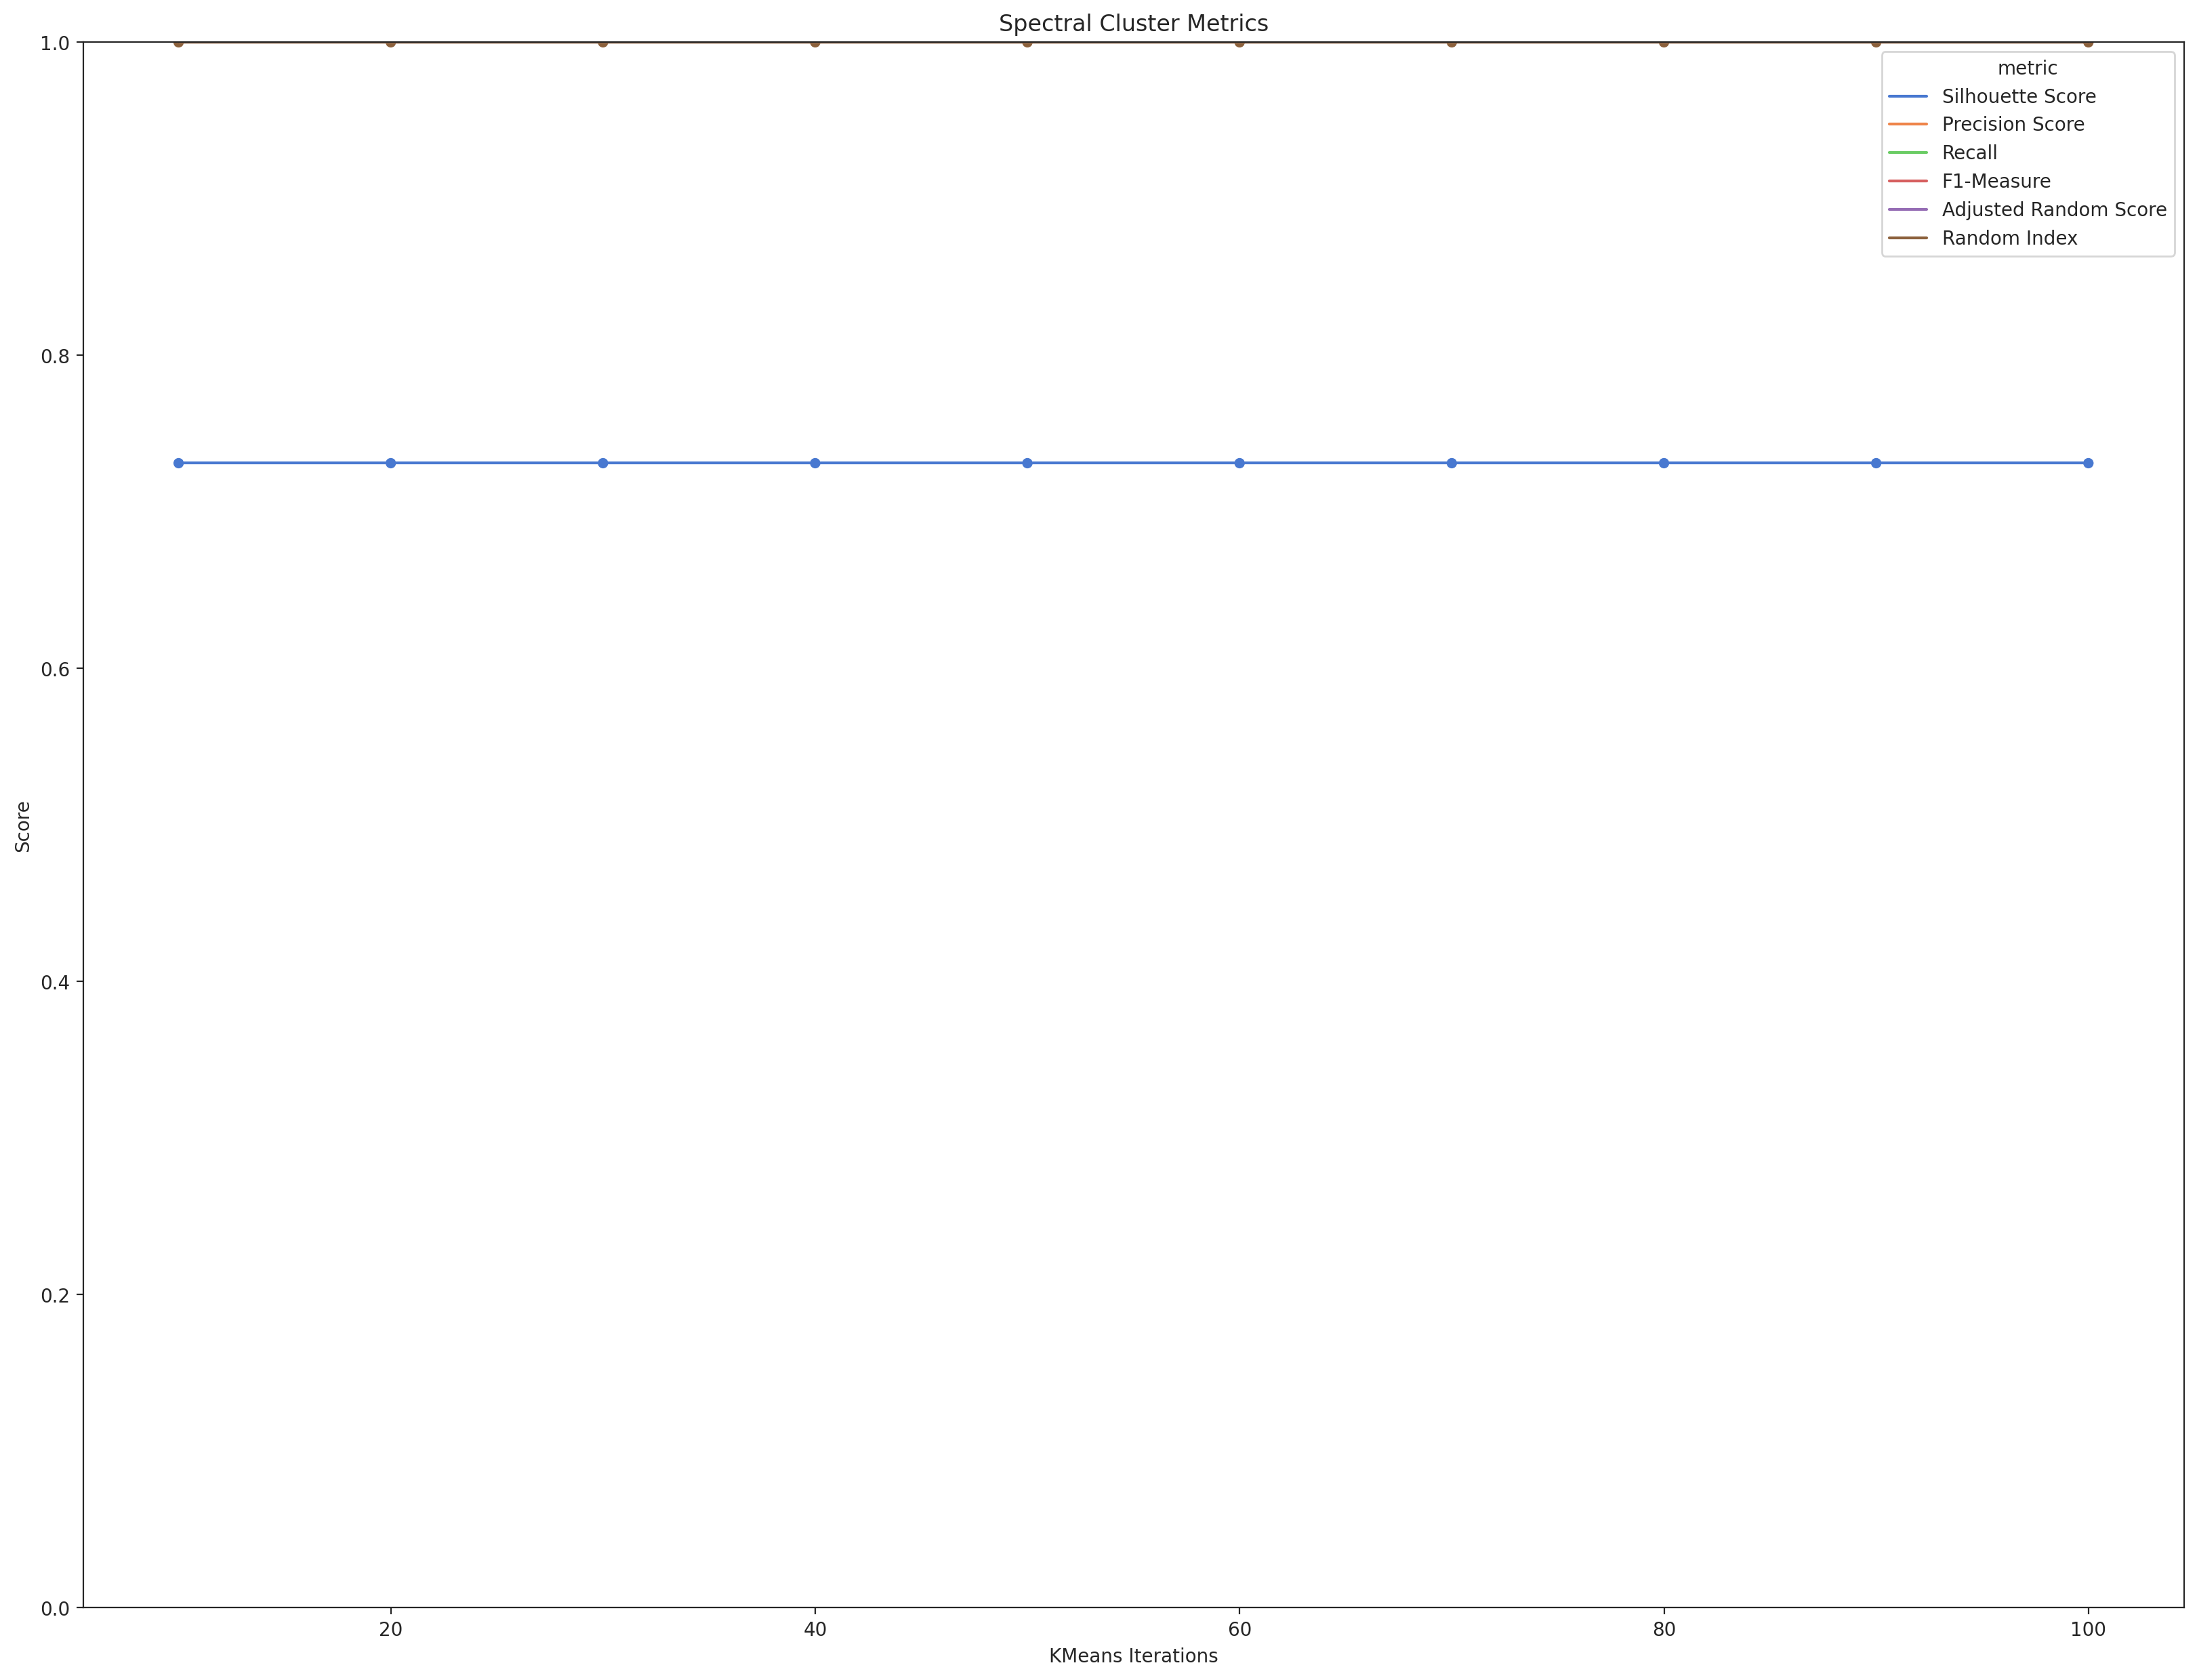 Spectral Cluster Metrics
1.0
metric
Silhouette Score
Precision Score
Recall
F1-Measure
Adjusted Random Score
Random Index
0.8
0.6
Score
0.4
0.2
0.0
20 40 60 80 100
KMeans Iterations